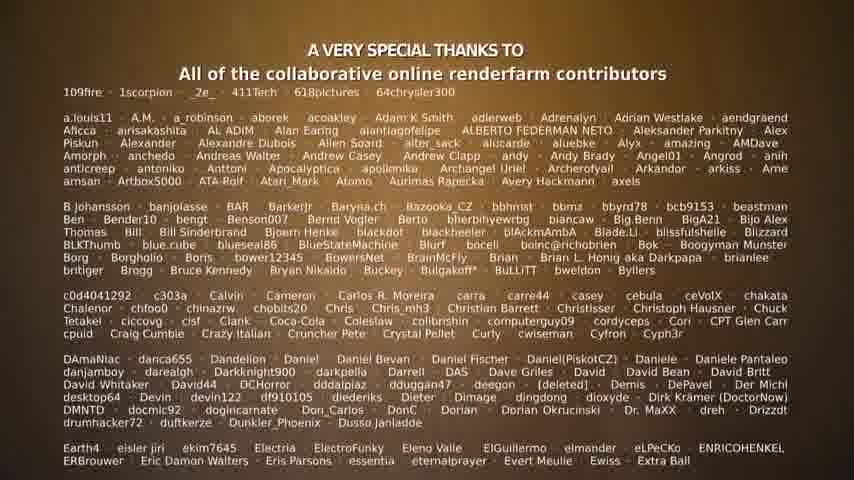 A VERY SPECIAL THANKS TO
All of the collaborative online renderfarm contributors
109fire · 1scorpion · _2e_ · 411Tech · 618pictures · 64chrysler300
a.louis11 · A.M. · a_robinson · aborek · acoakley · Adam K Smith · adlerweb · Adrenalyn · Adrian Westlake · aendgraend
Aficca · airisakashita · AL ADIM · Alan Earing · alantiagofelipe · ALBERTO FEDERMAN NETO · Aleksander Parkitny · Alex
Piskun · Alexander · Alexandre Dubois · Allen Soard · alter_sack · alucarde · aluebke · Alyx · amazing · AMDave
Amorph · anchedo · Andreas Walter · Andrew Casey · Andrew Clapp · andy · Andy Brady · Angel01 · Angrod · anih
anticreep · antoniko · Anttoni · Apocalyptica · apollmika · Archangel Uriel · Archerofyail · Arkandor · arkiss · Arne
arnsan · Artbox5000 · ATA-Rolf · Atari_Mark · Atomo · Aurimas Rapecka · Avery Hackmann · axels
B.Johansson · banjolasse · BAR · BarkerJr · Baryna.ch · Bazooka_CZ · bbhmst · bbmz · bbyrd78 · bcb9153 · beastman
Ben · Bender10 · bengt · Benson007 · Bernd Vogler · Berto · bherbihyewrbg · biancaw · Big.Benn · BigA21 · Bijo Alex
Thomas · Bill · Bill Sinderbrand · Bjoern Henke · blackdot · blackheeler · blAckmAmbA · Blade.Li · blissfulshelle · Blizzard
BLKThumb · blue.cube · blueseal86 · BlueStateMachine · Blurf · bocell · boinc@richobrien · Bok · Boogyman Munster
Borg · Borgholio · Boris · bower12345 · BowersNet · BrainMcFly · Brian · Brian L. Honig aka Darkpapa · brianlee
britiger · Brogg · Bruce Kennedy · Bryan Nikaido · Buckey · Bulgakoff* · BuLLiTT · bweldon · Byllers
c0d4041292 · c303a · Calvin · Cameron · Carlos R. Moreira · carra · carre44 · casey · cebula · ceVoIX · chakata
Chalenor · chfoo0 · chinazrw · chobits20 · Chris · Chris_mh3 · Christian Barrett · Christisser · Christoph Hausner · Chuck
Tetakei · ciccovg · cisf · Clank · Coca-Cola · Coleslaw · colibrishin · computerguy09 · cordyceps · Cori · CPT Glen Carr
cpuid · Craig Cumbie · Crazy.Italian · Cruncher Pete · Crystal Pellet · Curly · cwiseman · Cyfron · Cyph3r
DAmaNiac · danca655 · Dandelion · Daniel · Daniel Bevan · Daniel Fischer · Daniel(PiskotCZ) · Daniele · Daniele Pantaleo
danjamboy · darealgh · Darkknight900 · darkpella · Darrell · DAS · Dave Griles · David · David Bean · David Britt
David Whitaker · David44 · DCHorror · dddalpiaz · dduggan47 · deegon · [deleted] · Demis · DePavel · Der Michl
desktop64 · Devin · devin122 · df910105 · diederiks · Dieter · Dimage · dingdong · dioxyde · Dirk Krämer (DoctorNow)
DMNTD · docmic92 · dogincarnate · Don_Carlos · DonC · Dorian · Dorian Okrucinski · Dr. MaXX · dreh · Drizzdt
drumhacker72 · duftkerze · Dunkler_Phoenix · Dusso Janladde
Earth4 · eisler jiri · ekim7645 · Electria · ElectroFunky · Eleno Valle · ElGuillermo · elmander · eLPeCKo · ENRICOHENKEL
ERBrouwer · Eric Damon Walters · Eris Parsons · essentia · eternalprayer · Evert Meulie · Ewiss · Extra Ball